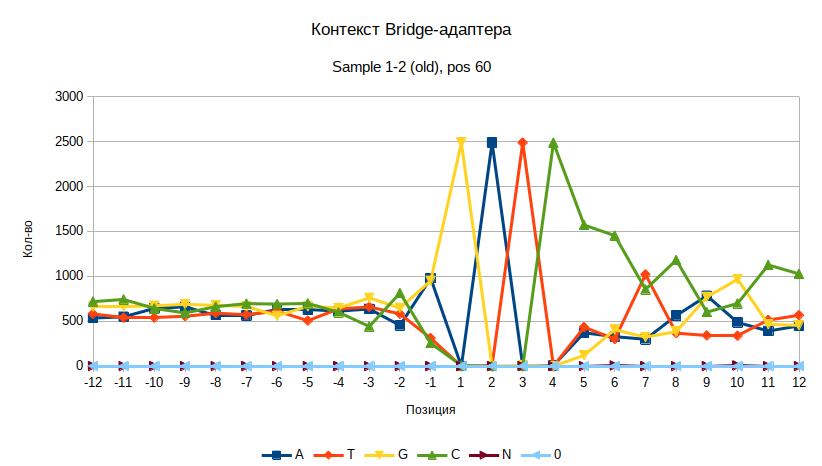 Контекст Bridge-адаптера
Sample 1-2 (old), pos 60
3000
2500
2000
1500
1000
500
0
Кол-во
-12 -11 -10 -9 -8 -7 -6 -5 -4 -3 -2 -1 1 2 3 4 5 6 7 8 9 10 11 12
Позиция
A T G C N 0